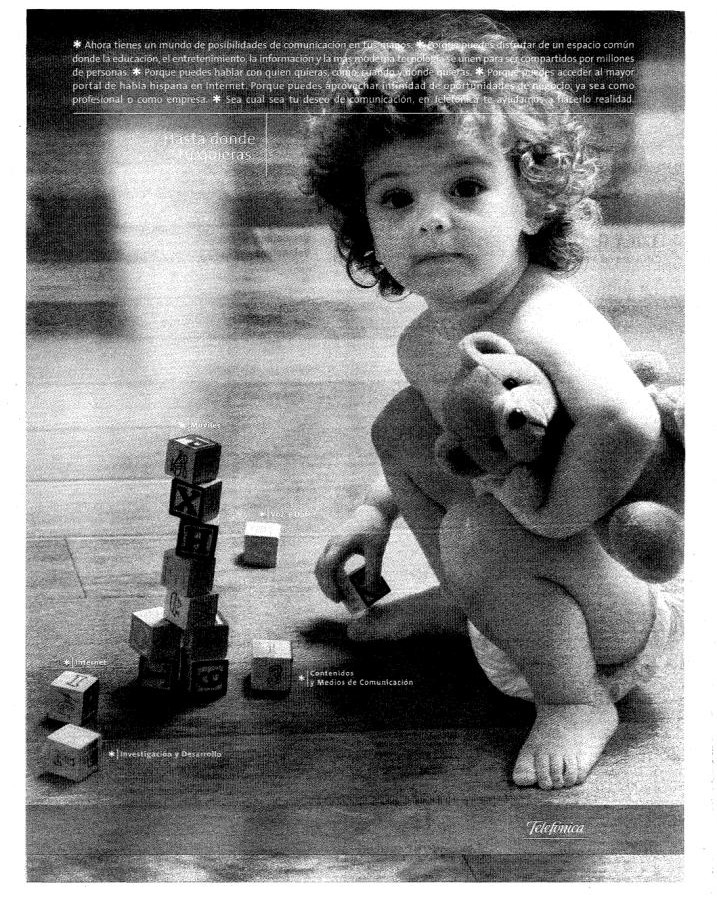 * Ahora tienes un mundo de posibilidades de comunicación en tus manos. * Porque puedes disfrutar de un espacio común
donde la educación, el entretenimiento, la información y la más moderna tecnología se unen para ser compartidos por millones
de personas. * Porque puedes hablar con quien quieras, como, cuando y donde quieras. * Porque puedes acceder al mayor
portal de habla hispana en Internet. Porque puedes aprovechar infinidad de oportunidades de negocio, ya sea como
profesional o como empresa. * Sea cual sea tu deseo de comunicación, en Telefónica te ayudamos a hacerlo realidad.
Hasta donde
tú quieras
* Móviles
* Internet
* Contenidos
y Medios de Comunicación
* Investigación y Desarrollo
Telefónica